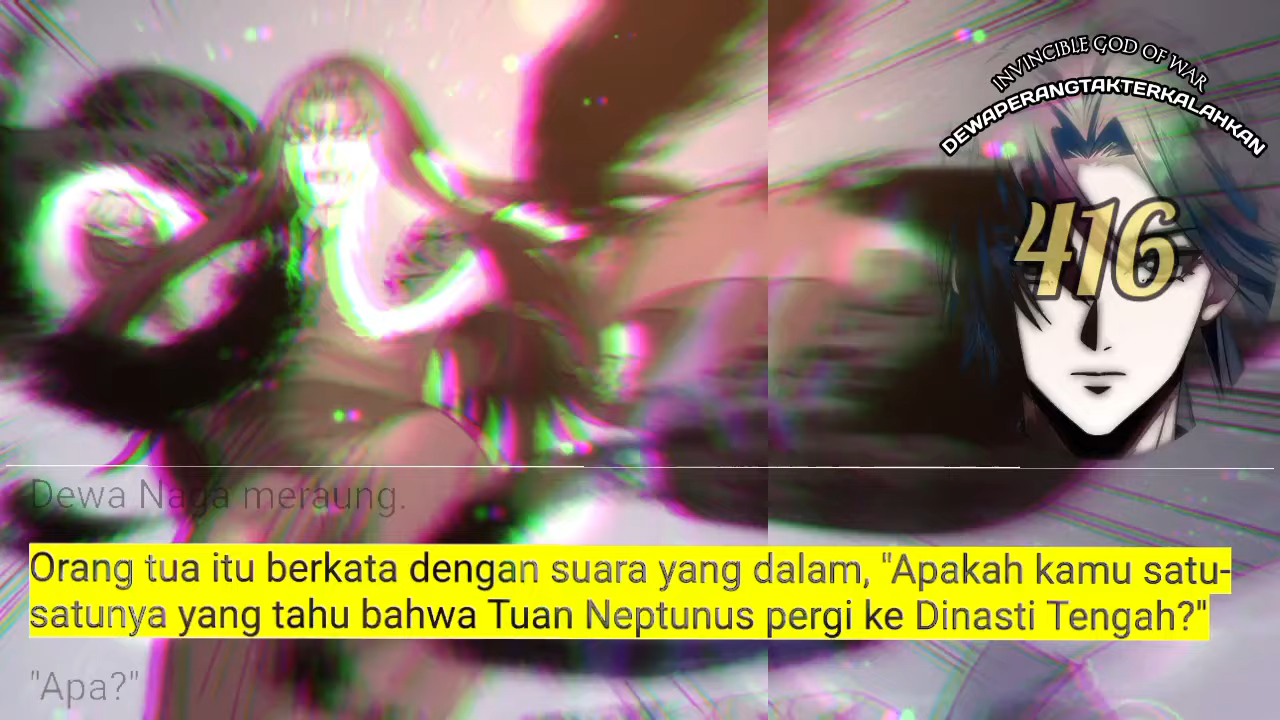 INVINCIBLE GOD OF WAR
DEWAPERANGTAKTERKALAHKAN
416
Dewa Naga meraung.
Orang tua itu berkata dengan suara yang dalam, "Apakah kamu satu-
satunya yang tahu bahwa Tuan Neptunus pergi ke Dinasti Tengah?"
"Apa?"